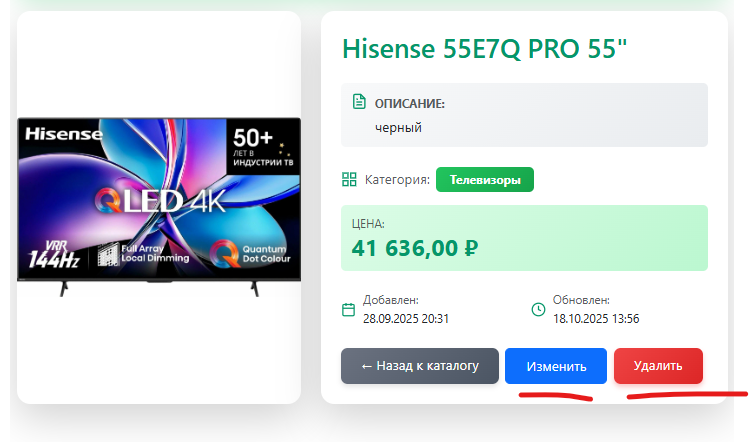 Hisense 55E7Q PRO 55"
Hisense
50+
ЛЕТ В
ИНДУСТРИИ ТВ
QLED 4K
VRR
144Hz
Full Array
Local Dimming
Quantum
Dot Colour
ОПИСАНИЕ:
черный
Категория: Телевизоры
ЦЕНА:
41 636,00 ₽
Добавлен:
28.09.2025 20:31
Обновлен:
18.10.2025 13:56
← Назад к каталогу
Изменить
Удалить